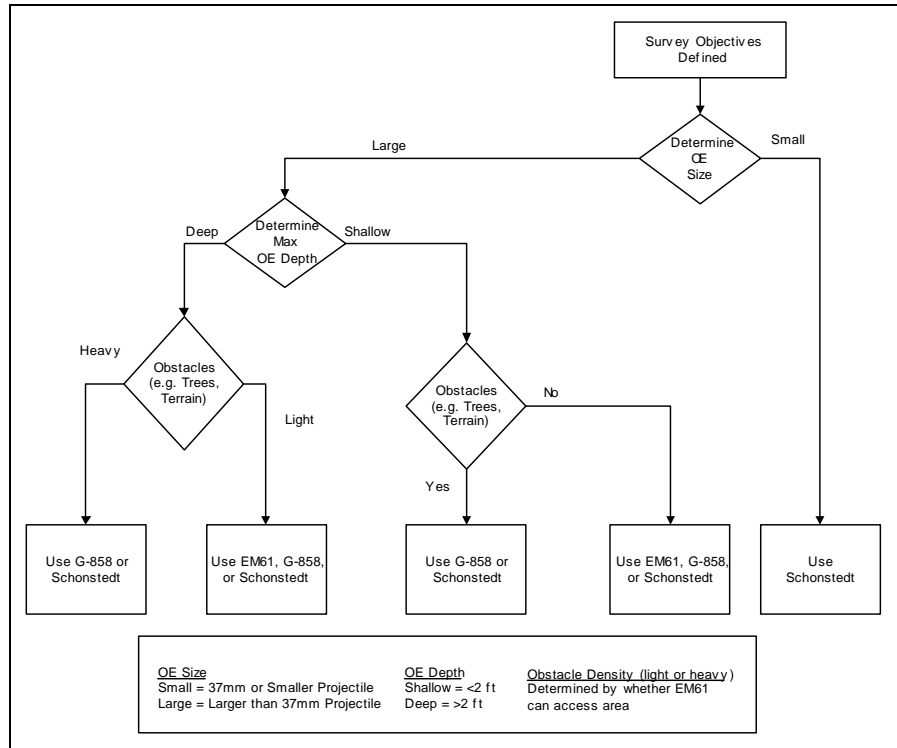 Survey Objectives
Defined
Determine
OE
Size
Large
Small
Determine
Max
OE Depth
Deep
Shallow
Obstacles
(e.g. Trees,
Terrain)
Heavy
Light
Obstacles
(e.g. Trees,
Terrain)
No
Yes
Use G-858 or
Schonstedt
Use EM61, G-858,
or Schonstedt
Use G-858 or
Schonstedt
Use EM61, G-858,
or Schonstedt
Use
Schonstedt
OE Size
Small = 37mm or Smaller Projectile
Large = Larger than 37mm Projectile
OE Depth
Shallow = <2 ft
Deep = >2 ft
Obstacle Density (light or heavy)
Determined by whether EM61
can access area